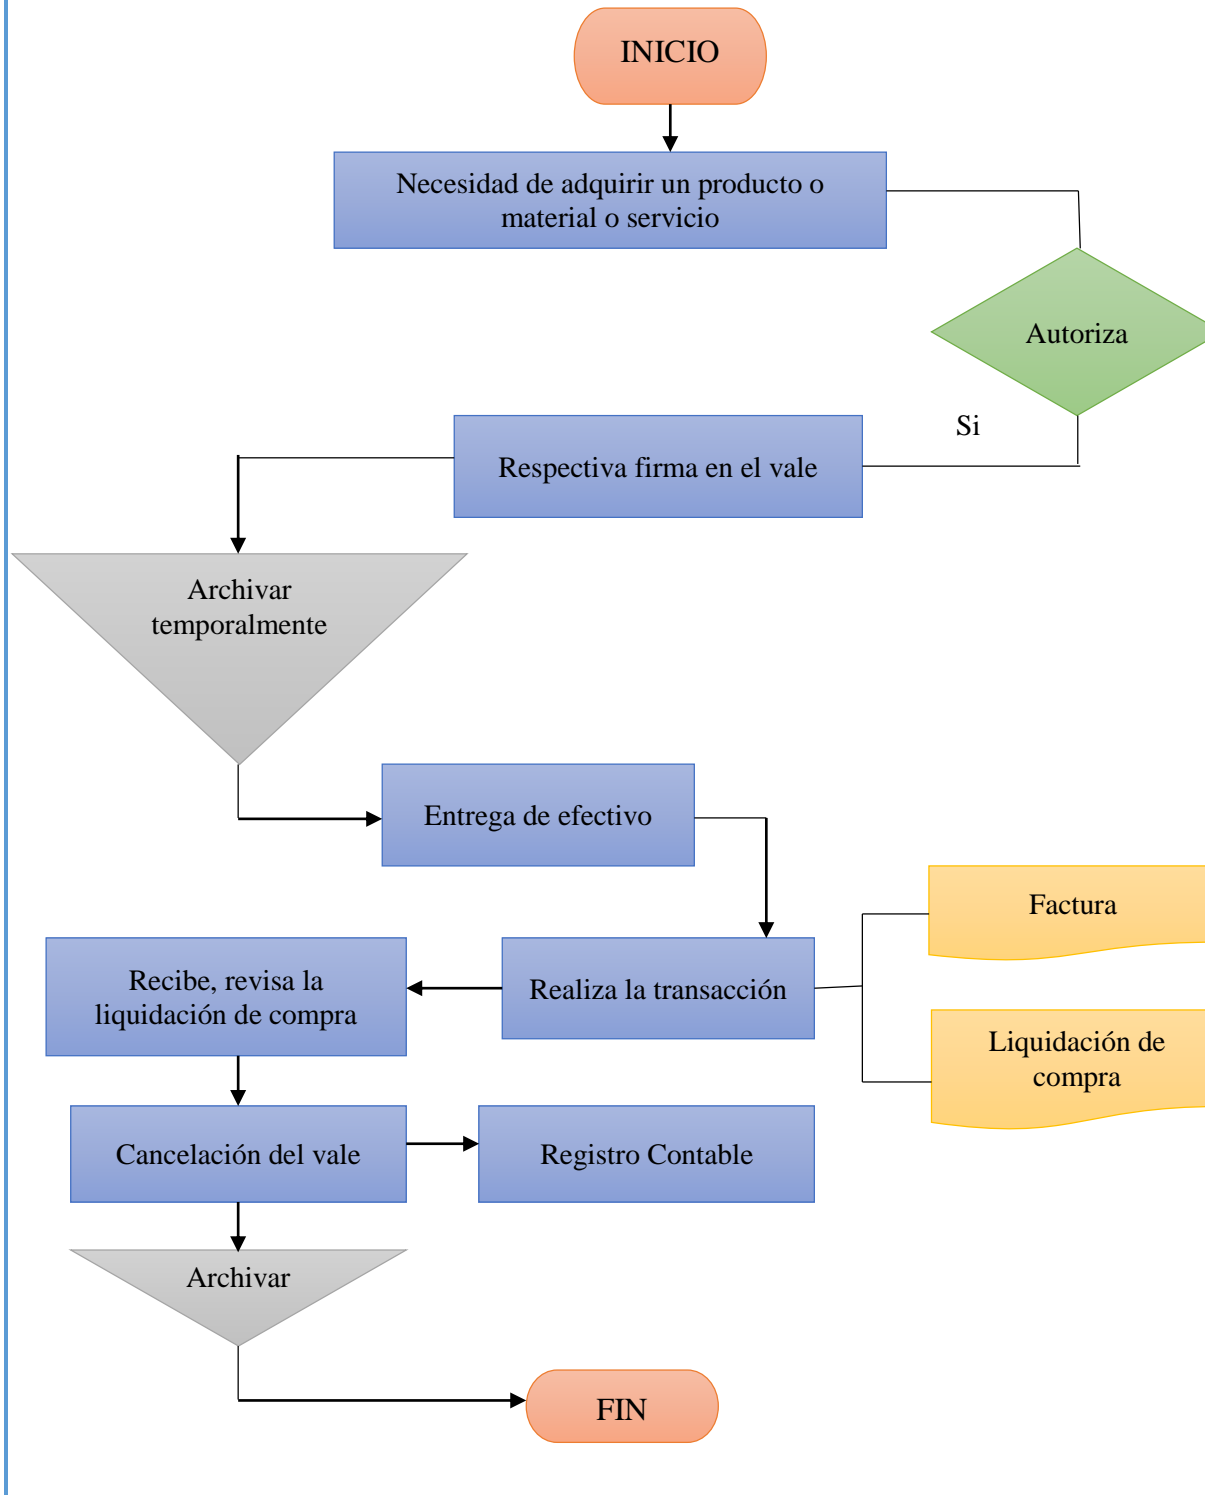 INICIO
Necesidad de adquirir un producto o
material o servicio
Autoriza
Si
Respectiva firma en el vale
Archivar
temporalmente
Entrega de efectivo
Factura
Recibe, revisa la
liquidación de compra
Realiza la transacción
Liquidación de
compra
Cancelación del vale
Registro Contable
Archivar
FIN